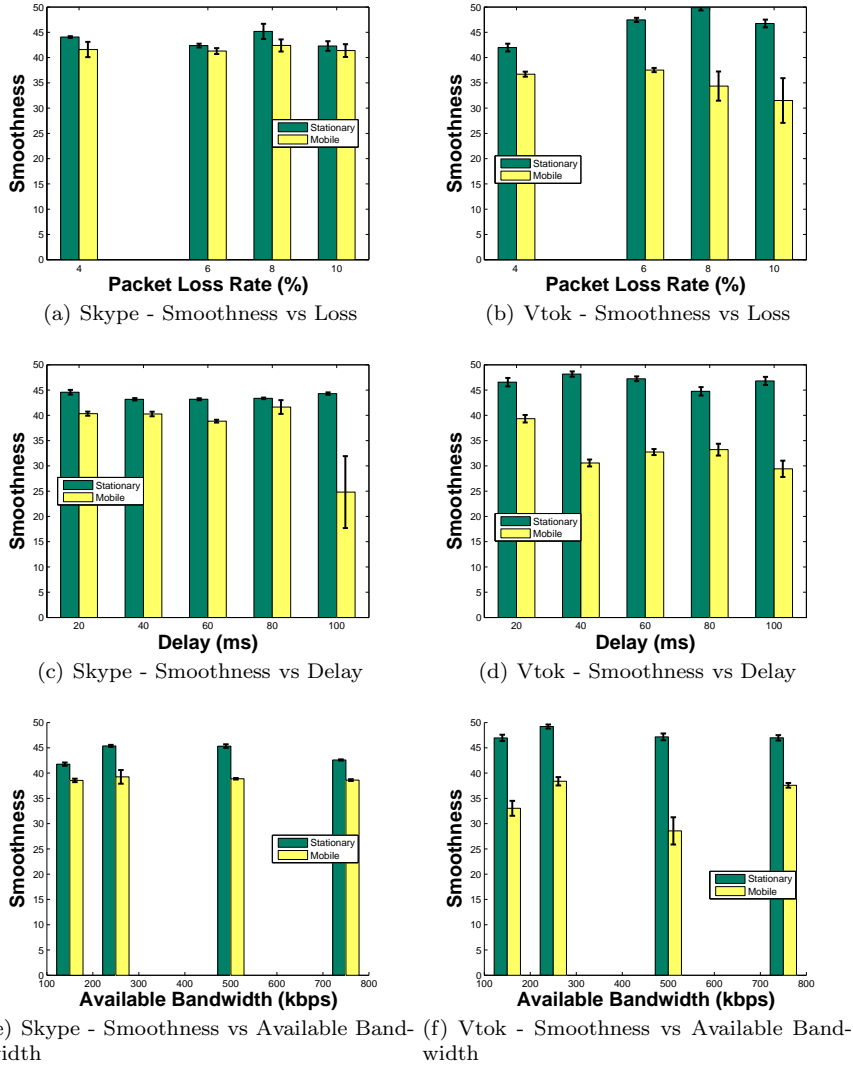 50
45
40
35
30
25
20
15
10
5
0
Smoothness
Stationary
Mobile
4 6 8 10
Packet Loss Rate (%)
(a) Skype - Smoothness vs Loss
50
45
40
35
30
25
20
15
10
5
0
Smoothness
Stationary
Mobile
4 6 8 10
Packet Loss Rate (%)
(b) Vtok - Smoothness vs Loss
50
45
40
35
30
25
20
15
10
5
0
Smoothness
Stationary
Mobile
20 40 60 80 100
Delay (ms)
(c) Skype - Smoothness vs Delay
50
45
40
35
30
25
20
15
10
5
0
Smoothness
Stationary
Mobile
20 40 60 80 100
Delay (ms)
(d) Vtok - Smoothness vs Delay
50
45
40
35
30
25
20
15
10
5
0
Smoothness
Stationary
Mobile
100 200 300 400 500 600 700 800
Available Bandwidth (kbps)
e) Skype - Smoothness vs Available Band-
idth
50
45
40
35
30
25
20
15
10
5
0
Smoothness
Stationary
Mobile
100 200 300 400 500 600 700 800
Available Bandwidth (kbps)
(f) Vtok - Smoothness vs Available Band-
width